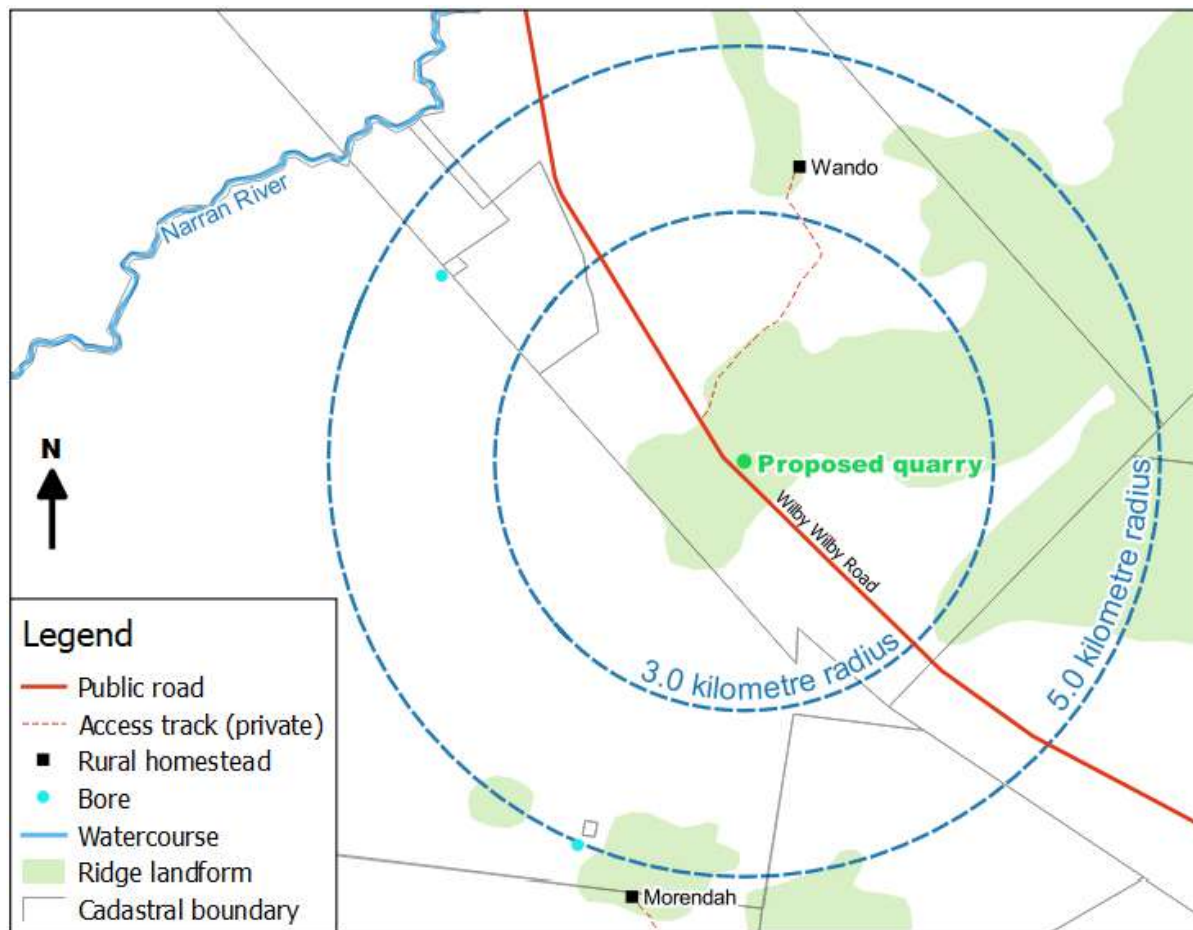 Wando
Narran River
N
Proposed quarry
Wilby Wilby Road
3.0 kilometre radius
5.0 kilometre radius
Legend
Public road
Access track (private)
Rural homestead
Bore
Watercourse
Ridge landform
Cadastral boundary
Morendah